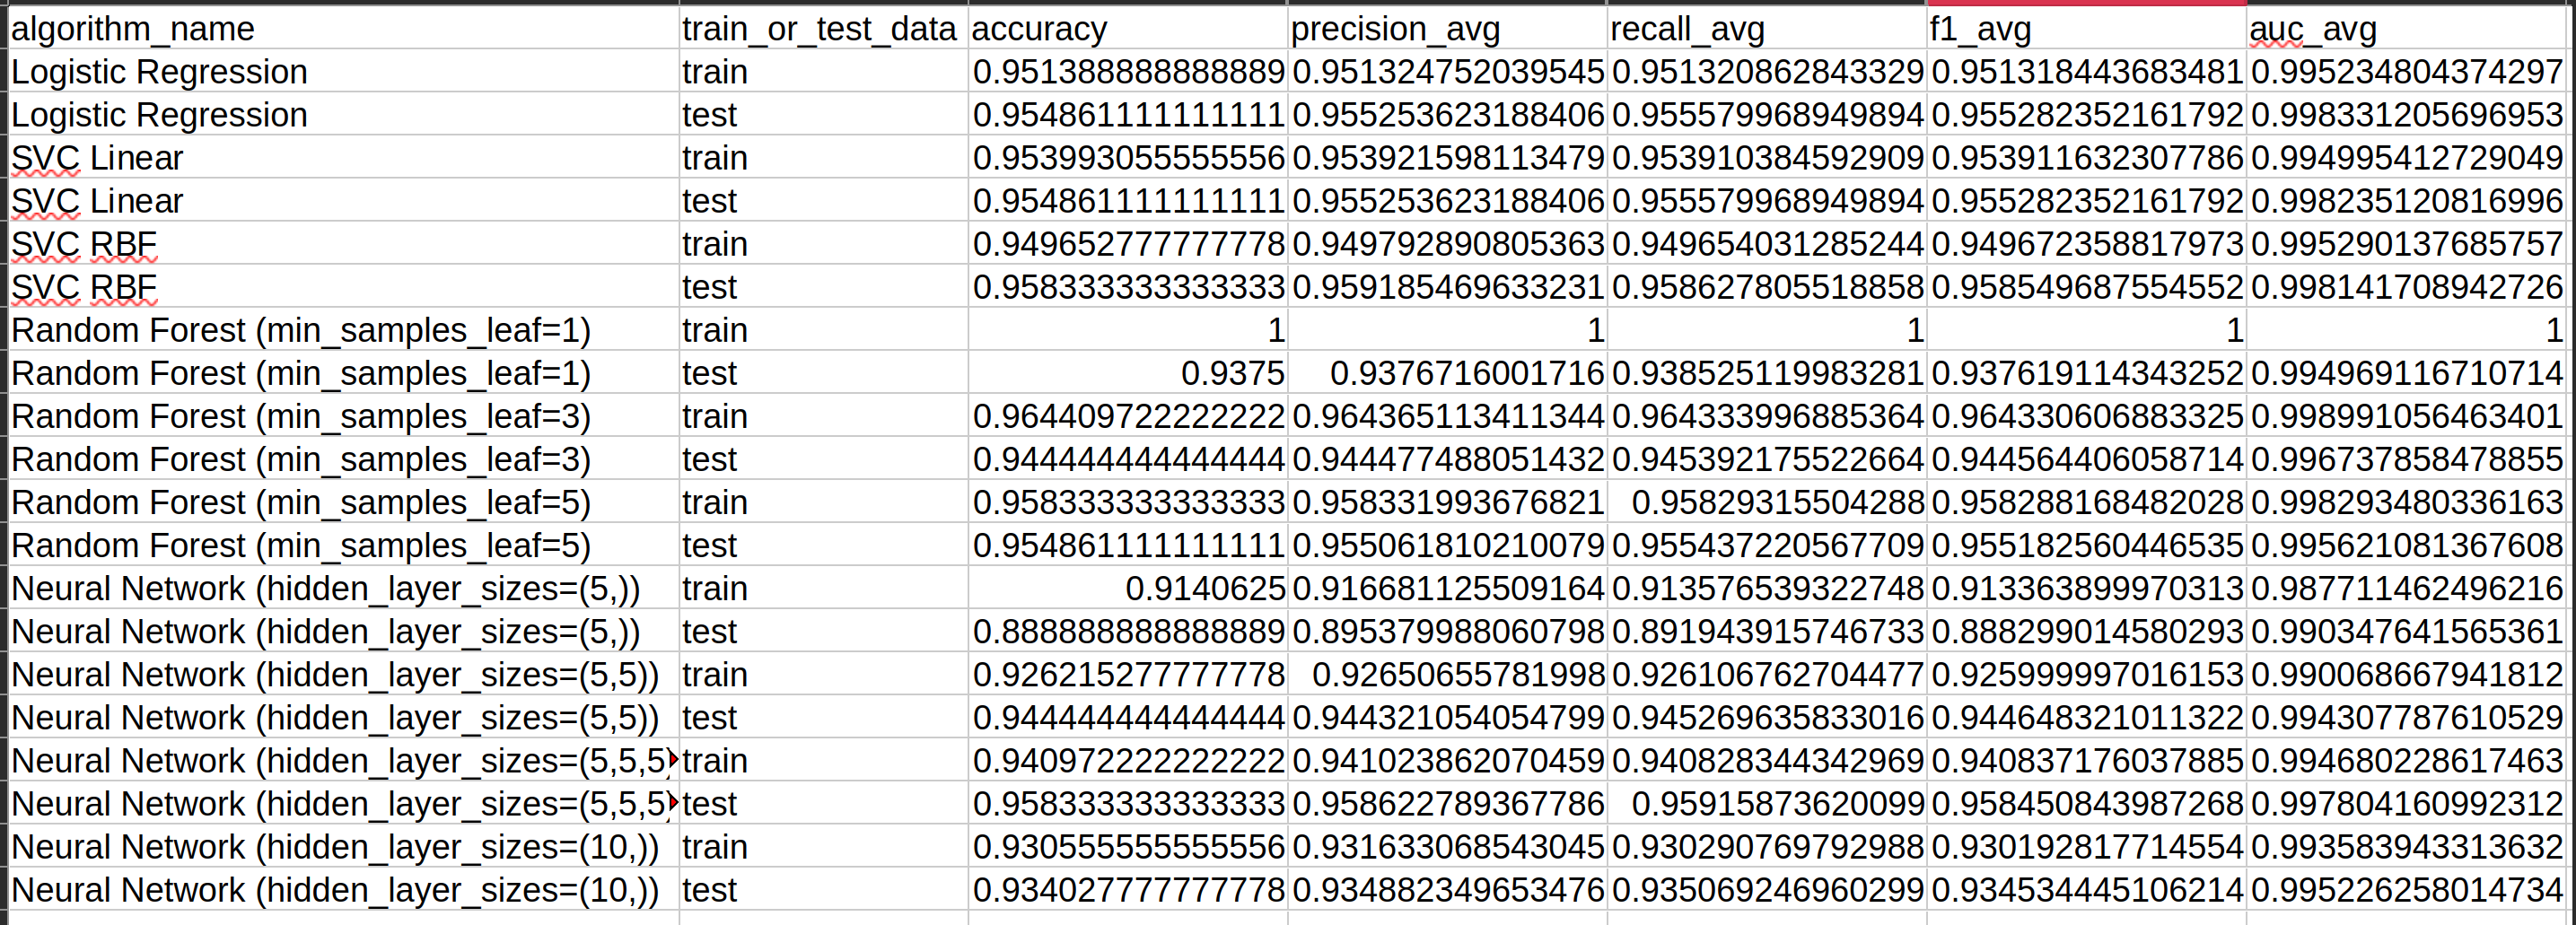 algorithm_name train_or_test_data accuracy precision_avg recall_avg f1_avg auc_avg
Logistic Regression train 0.951388888888889 0.951324752039545 0.951320862843329 0.951318443683481 0.995234804374297
Logistic Regression test 0.954861111111111 0.955253623188406 0.955579968949894 0.955282352161792 0.998331205696953
SVC Linear train 0.953993055555556 0.953921598113479 0.953910384592909 0.953911632307786 0.994995412729049
SVC Linear test 0.954861111111111 0.955253623188406 0.955579968949894 0.955282352161792 0.998235120816996
SVC RBF train 0.949652777777778 0.949792890805363 0.949654031285244 0.949672358817973 0.995290137685757
SVC RBF test 0.958333333333333 0.959185469633231 0.958627805518858 0.958549687554552 0.998141708942726
Random Forest (min_samples_leaf=1) train 1 1 1 1 1
Random Forest (min_samples_leaf=1) test 0.9375 0.9376716001716 0.938525119983281 0.937619114343252 0.994969116710714
Random Forest (min_samples_leaf=3) train 0.964409722222222 0.964365113411344 0.964333996885364 0.964330606883325 0.998991056463401
Random Forest (min_samples_leaf=3) test 0.944444444444444 0.944477488051432 0.945392175522664 0.944564406058714 0.996737858478855
Random Forest (min_samples_leaf=5) train 0.958333333333333 0.958331993676821 0.95829315504288 0.958288168482028 0.998293480336163
Random Forest (min_samples_leaf=5) test 0.954861111111111 0.955061810210079 0.955437220567709 0.955182560446535 0.995621081367608
Neural Network (hidden_layer_sizes=(5,)) train 0.9140625 0.916681125509164 0.913576539322748 0.913363899970313 0.987711462496216
Neural Network (hidden_layer_sizes=(5,)) test 0.888888888888889 0.895379988060798 0.891943915746733 0.888299014580293 0.990347641565361
Neural Network (hidden_layer_sizes=(5,5)) train 0.926215277777778 0.92650655781998 0.926106762704477 0.925999997016153 0.990068667941812
Neural Network (hidden_layer_sizes=(5,5)) test 0.944444444444444 0.944321054054799 0.945269635833016 0.944648321011322 0.994307787610529
Neural Network (hidden_layer_sizes=(5,5,5) train 0.940972222222222 0.941023862070459 0.940828344342969 0.940837176037885 0.994680228617463
Neural Network (hidden_layer_sizes=(5,5,5) test 0.958333333333333 0.958622789367786 0.95915873620099 0.958450843987268 0.997804160992312
Neural Network (hidden_layer_sizes=(10,)) train 0.930555555555556 0.931633068543045 0.930290769792988 0.930192817714554 0.993583943313632
Neural Network (hidden_layer_sizes=(10,)) test 0.934027777777778 0.934882349653476 0.935069246960299 0.934534445106214 0.995226258014734